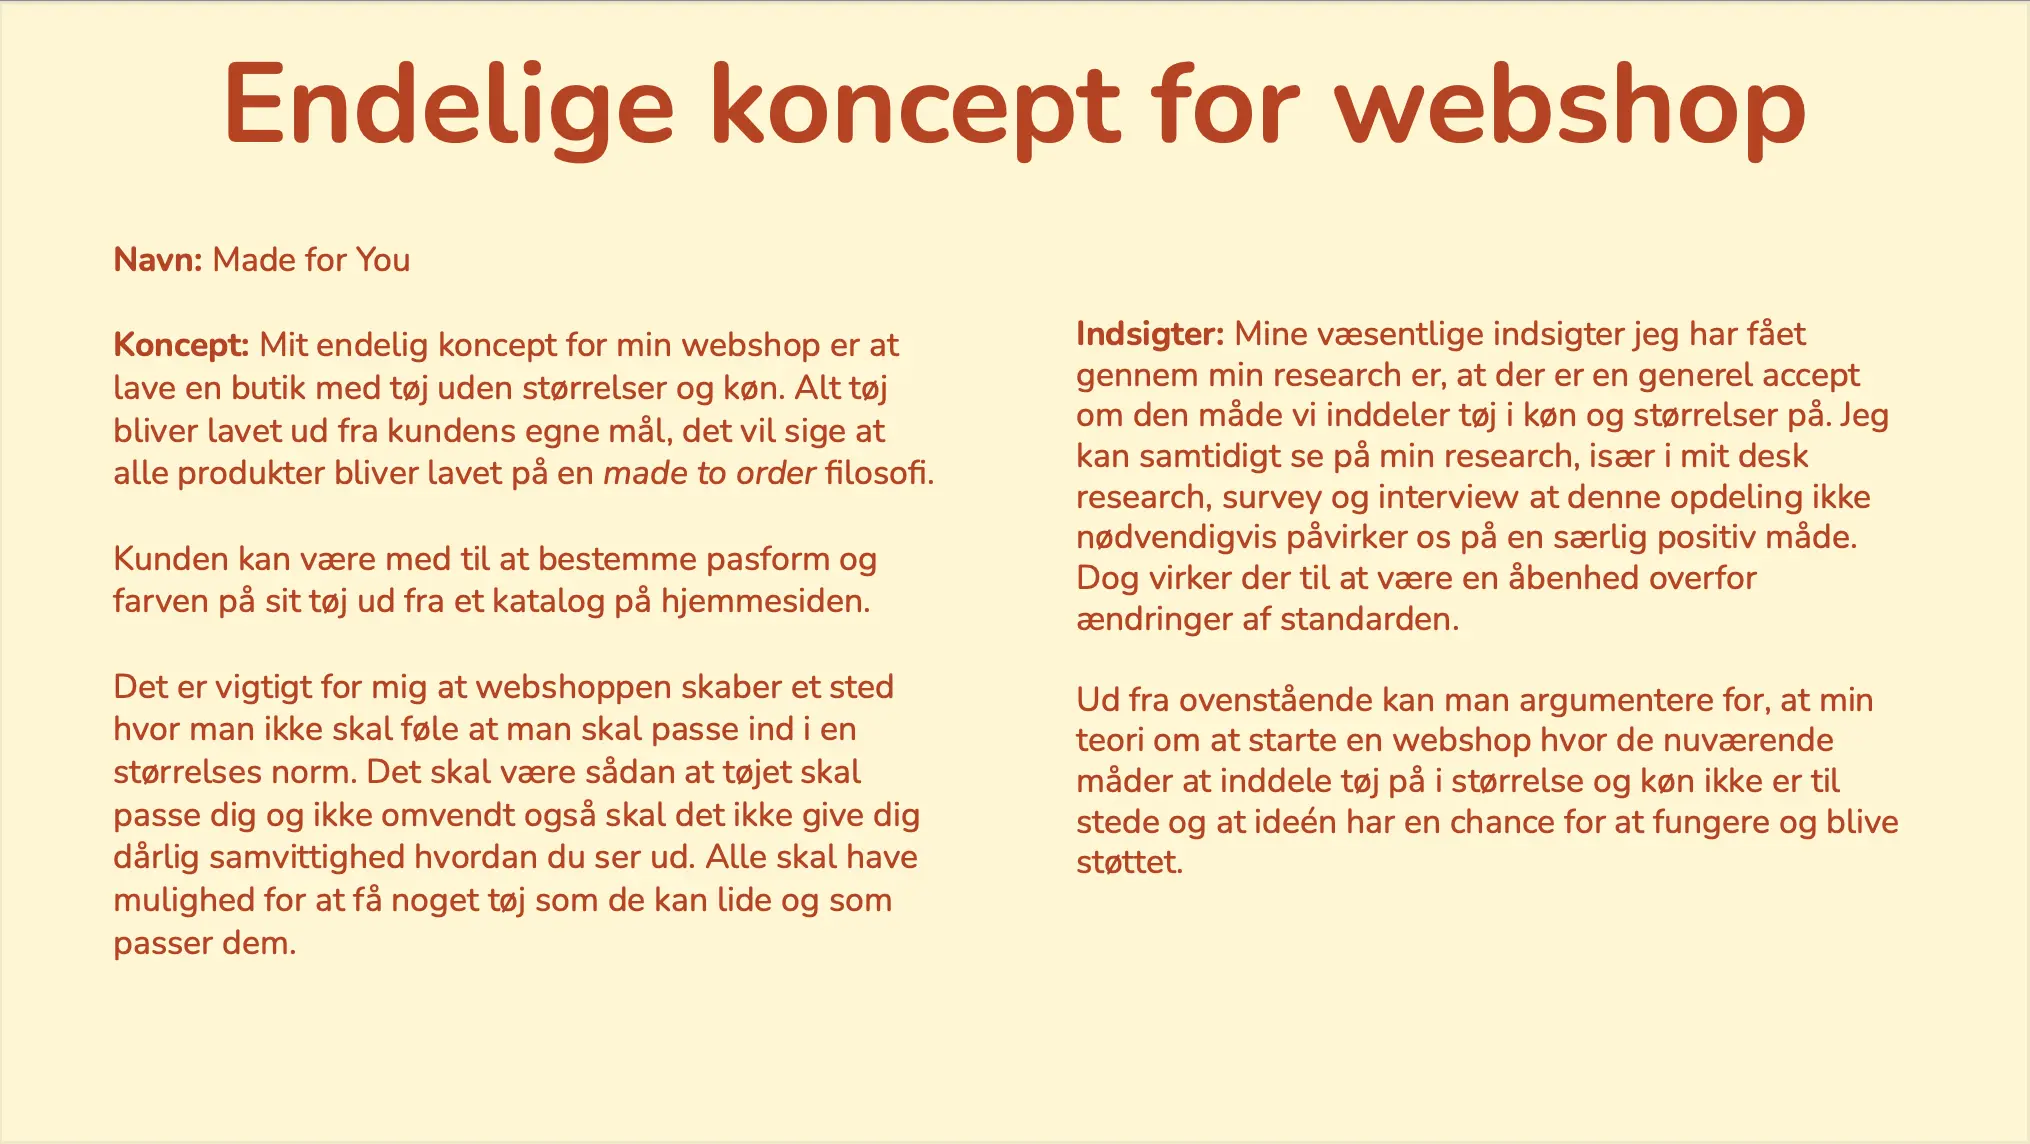 Endelige koncept for webshop
Navn: Made for You
Koncept: Mit endelig koncept for min webshop er at
lave en butik med tøj uden størrelser og køn. Alt tøj
bliver lavet ud fra kundens egne mål, det vil sige at
alle produkter bliver lavet på en made to order filosofi.
Kunden kan være med til at bestemme pasform og
farven på sit tøj ud fra et katalog på hjemmesiden.
Det er vigtigt for mig at webshoppen skaber et sted
hvor man ikke skal føle at man skal passe ind i en
størrelses norm. Det skal være sådan at tøjet skal
passe dig og ikke omvendt også skal det ikke give dig
dårlig samvittighed hvordan du ser ud. Alle skal have
mulighed for at få noget tøj som de kan lide og som
passer dem.
Indsigter: Mine væsentlige indsigter jeg har fået
gennem min research er, at der er en generel accept
om den måde vi inddeler tøj i køn og størrelser på. Jeg
kan samtidigt se på min research, især i mit desk
research, survey og interview at denne opdeling ikke
nødvendigvis påvirker os på en særlig positiv måde.
Dog virker der til at være en åbenhed overfor
ændringer af standarden.
Ud fra ovenstående kan man argumentere for, at min
teori om at starte en webshop hvor de nuværende
måder at inddele tøj på i størrelse og køn ikke er til
stede og at ideén har en chance for at fungere og blive
støttet.